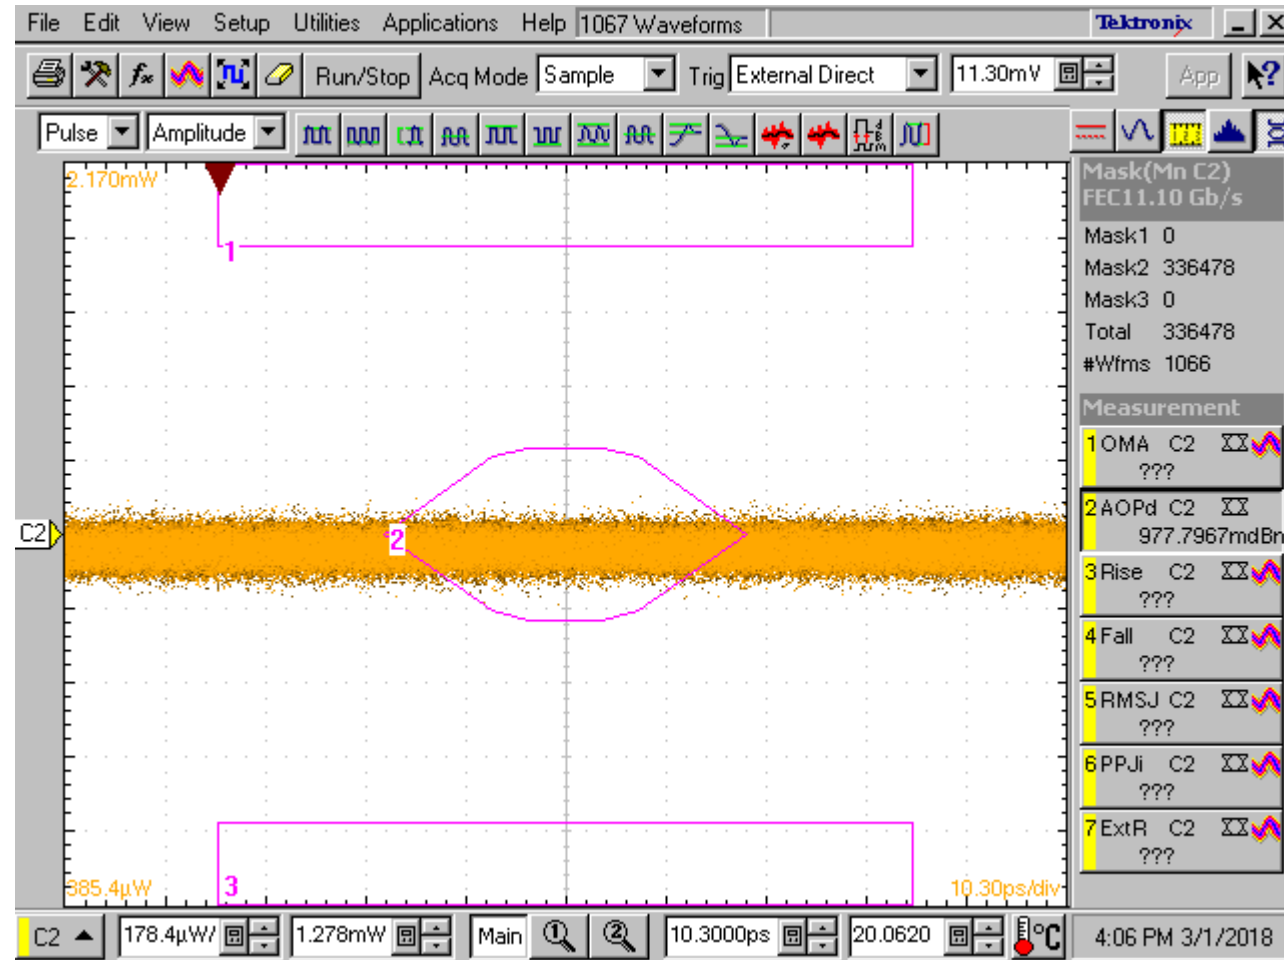 File Edit View Setup Utilities Applications Help 1067 Waveforms Tektronix
Run/Stop Acq Mode Sample Trig External Direct 11.30mV App
Pulse Amplitude
2.170mW
1
Mask(Mn C2)
FEC11.10 Gb/s
Mask1 0
Mask2 336478
Mask3 0
Total 336478
#Wfms 1066
Measurement
1 OMA C2
???
2 AOPd C2
977.7967mdBn
3 Rise C2
???
4 Fall C2
???
5 RMSJ C2
???
6 PPJi C2
???
7 ExtR C2
???
C2
2
3
385.4µW
10.30ps/div
C2 178.4µW/ 1.278mW Main 1 2 10.3000ps 20.0620 °C 4:06 PM 3/1/2018